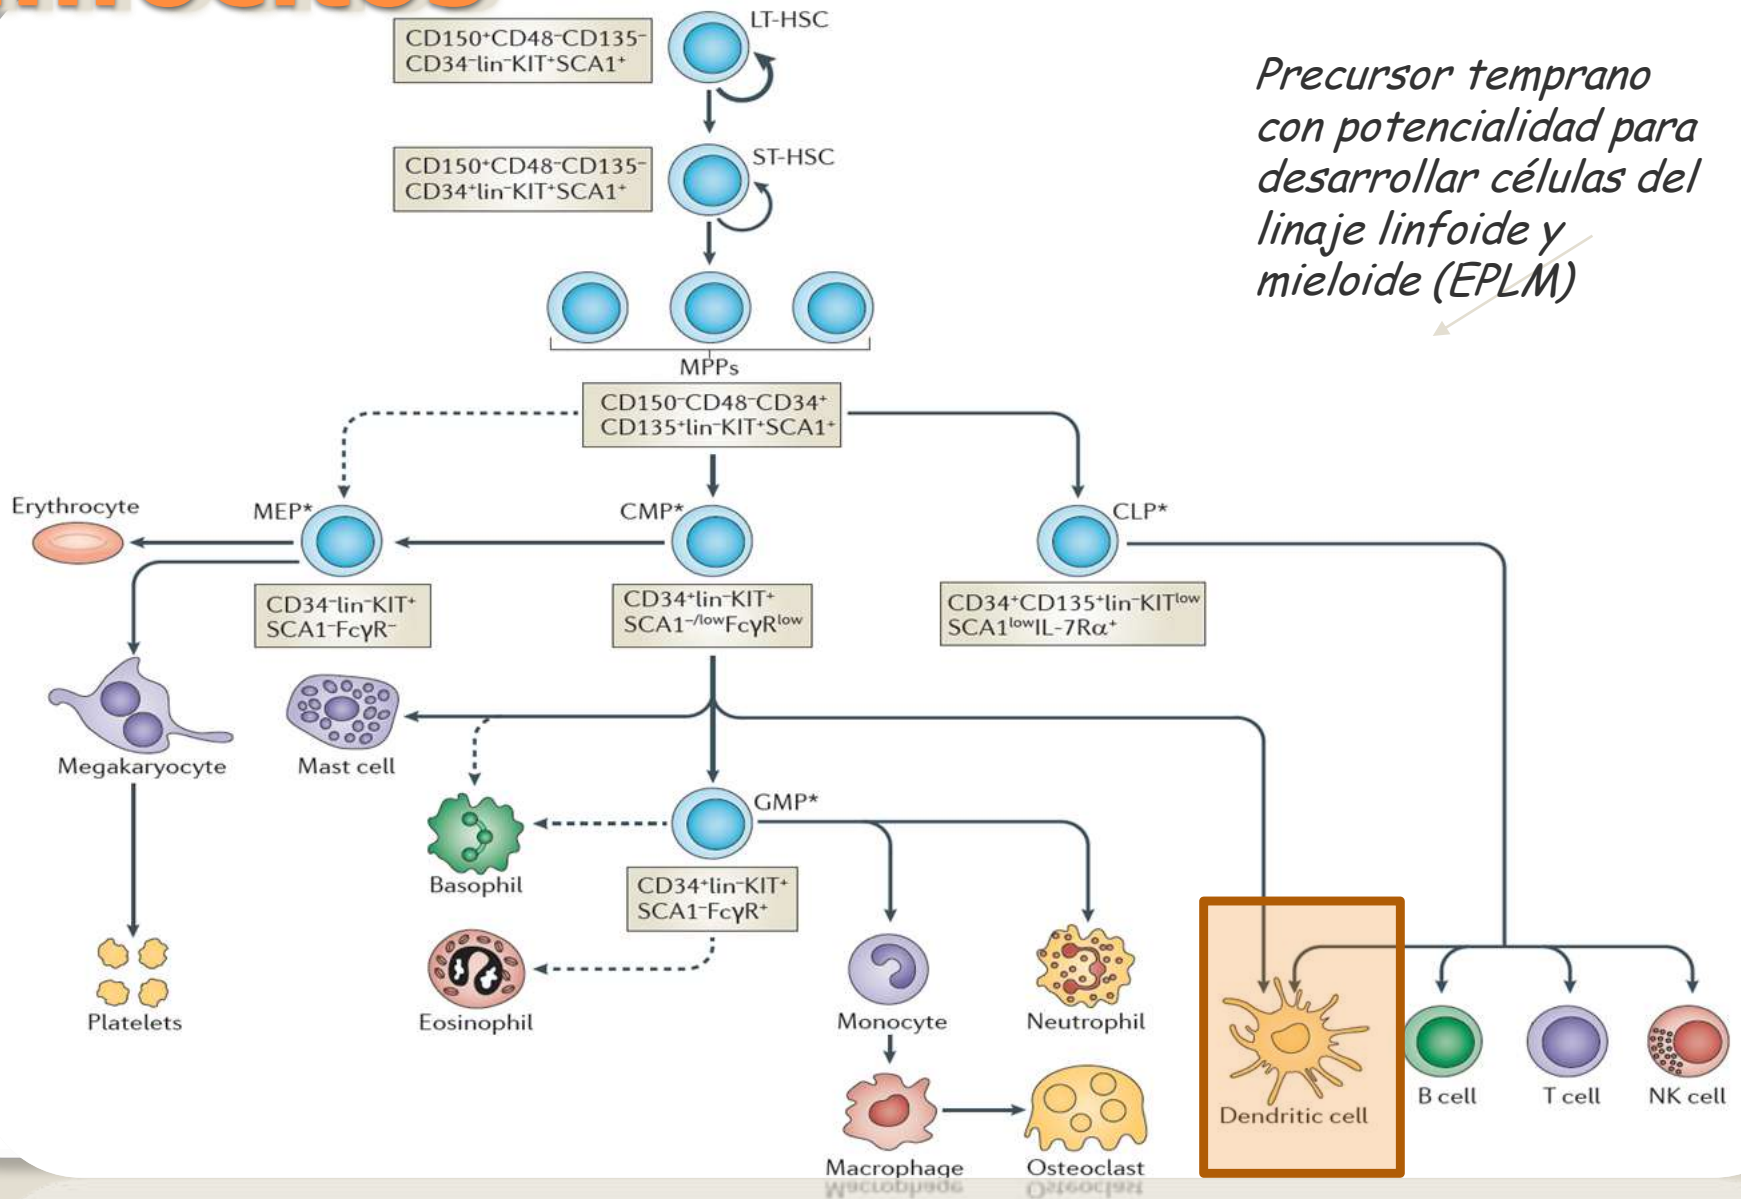 LT-HSC
CD150⁺CD48⁻CD135⁻
CD34⁻lin⁻KIT⁺SCA1⁺
Precursor temprano
con potencialidad para
desarrollar células del
linaje linfoide y
mieloide (EPLM)
ST-HSC
CD150⁺CD48⁻CD135⁻
CD34⁺lin⁻KIT⁺SCA1⁺
MPPs
CD150⁻CD48⁻CD34⁺
CD135⁺lin⁻KIT⁺SCA1⁺
Erythrocyte
MEP*
CMP*
CLP*
CD34⁻lin⁻KIT⁺
SCA1⁻FcγR⁻
CD34⁺lin⁻KIT⁺
SCA1⁻/ˡᵒʷFcγRˡᵒʷ
CD34⁺CD135⁺lin⁻KITˡᵒʷ
SCA1ˡᵒʷIL-7Rα⁺
Megakaryocyte
Mast cell
GMP*
Basophil
CD34⁺lin⁻KIT⁺
SCA1⁻FcγR⁺
Platelets
Eosinophil
Monocyte
Neutrophil
Dendritic cell
B cell
T cell
NK cell
Macrophage
Osteoclast